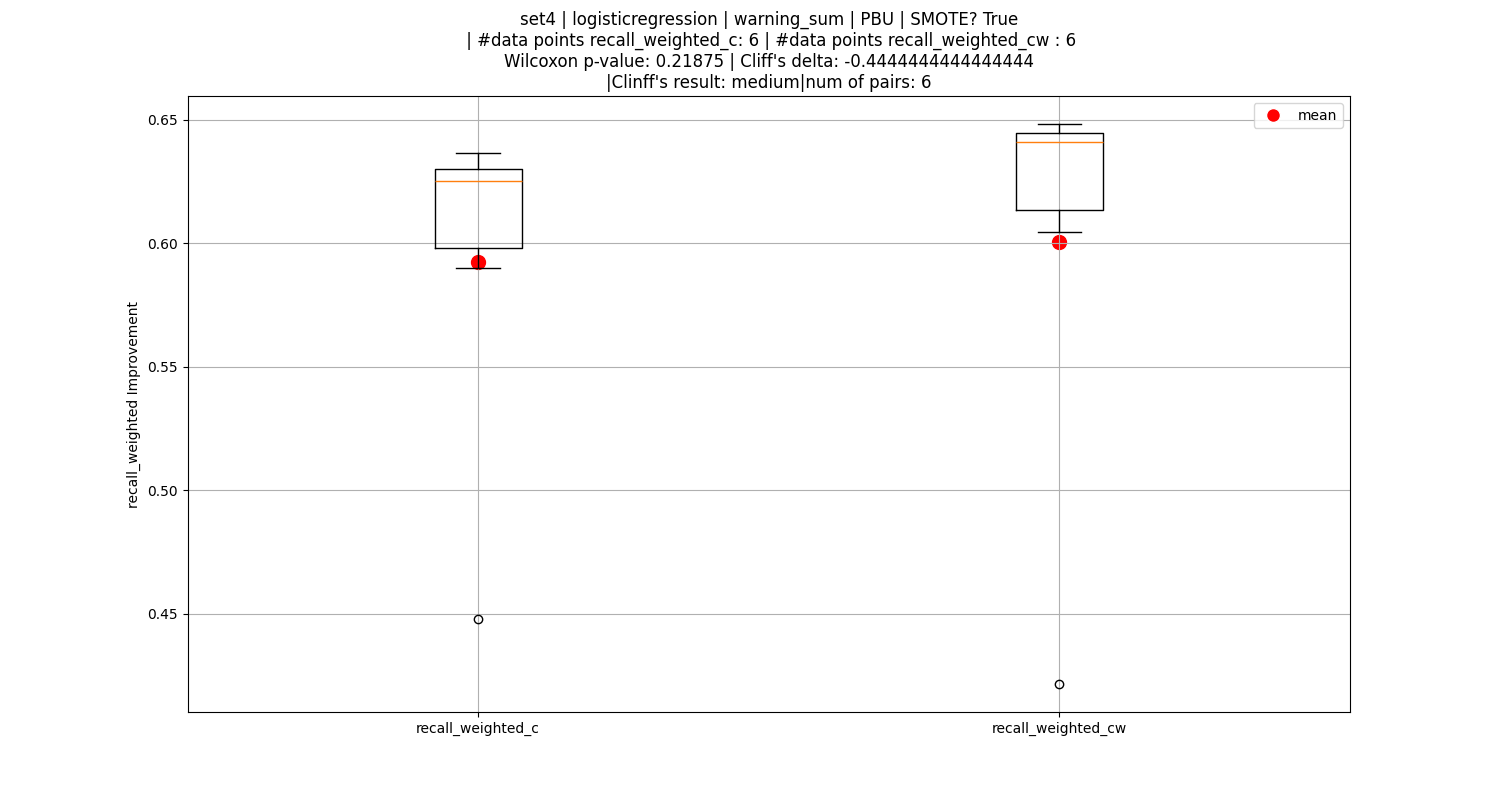 set4 | logisticregression | warning_sum | PBU | SMOTE? True
| #data points recall_weighted_c: 6 | #data points recall_weighted_cw : 6
Wilcoxon p-value: 0.21875 | Cliff's delta: -0.4444444444444444
|Clinff's result: medium|num of pairs: 6
mean
0.65
0.60
0.55
0.50
0.45
recall_weighted Improvement
recall_weighted_c
recall_weighted_cw